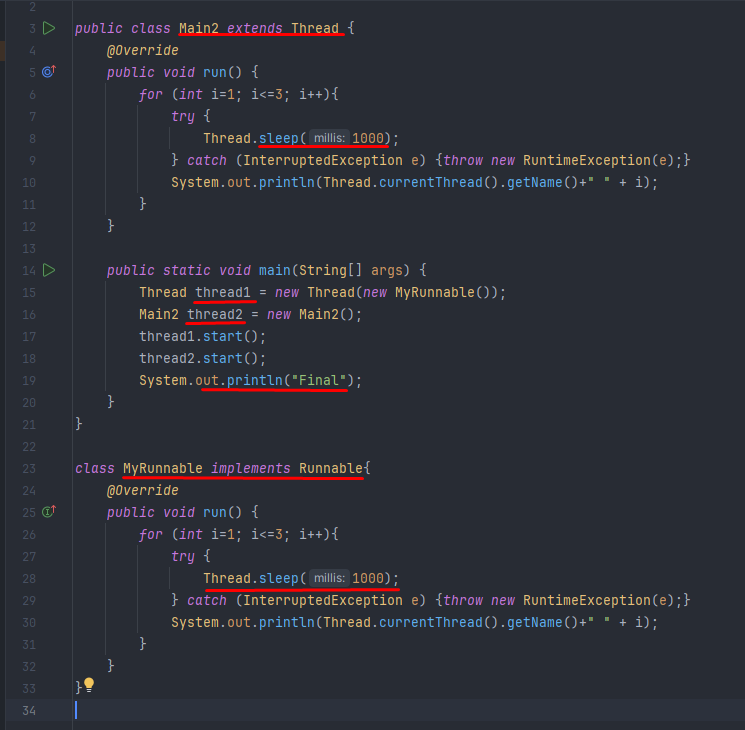 2
3 public class Main2 extends Thread {
4 @Override
5 public void run() {
6 for (int i=1; i<=3; i++){
7 try {
8 Thread.sleep( millis: 1000);
9 } catch (InterruptedException e) {throw new RuntimeException(e);}
10 System.out.println(Thread.currentThread().getName()+" " + i);
11 }
12 }
13
14 public static void main(String[] args) {
15 Thread thread1 = new Thread(new MyRunnable());
16 Main2 thread2 = new Main2();
17 thread1.start();
18 thread2.start();
19 System.out.println("Final");
20 }
21 }
22
23 class MyRunnable implements Runnable{
24 @Override
25 public void run() {
26 for (int i=1; i<=3; i++){
27 try {
28 Thread.sleep( millis: 1000);
29 } catch (InterruptedException e) {throw new RuntimeException(e);}
30 System.out.println(Thread.currentThread().getName()+" " + i);
31 }
32 }
33 }
34